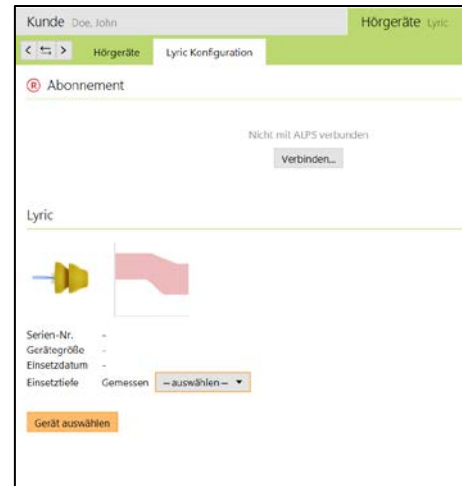 Kunde Doe, John
Hörgeräte Lyric
Hörgeräte Lyric Konfiguration
R Abonnement
Nicht mit ALPS verbunden
Verbinden...
Lyric
Serien-Nr. -
Gerätegröße -
Einsetzdatum -
Einsetztiefe Gemessen – auswählen –
Gerät auswählen